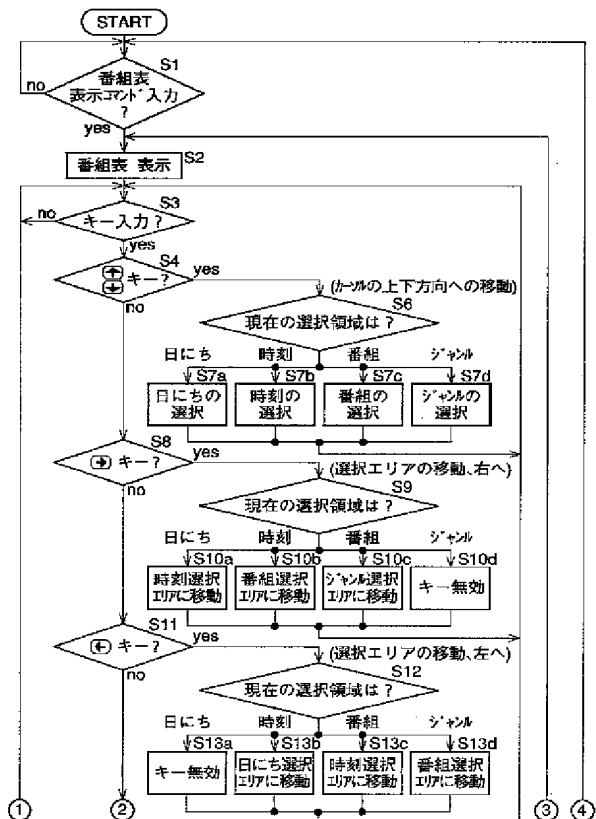 START
S1
番組表
表示コマンド入力
?
no
yes
番組表 表示
S2
S3
キー入力?
no
yes
S4
↑
↓ キー?
yes
no
(カーソルの上下方向への移動)
S6
現在の選択領域は?
日にち 時刻 番組 ジャンル
S7a S7b S7c S7d
日にちの 時刻の 番組の ジャンルの
選択 選択 選択 選択
S8
→ キー?
yes
no
(選択エリアの移動、右へ)
S9
現在の選択領域は?
日にち 時刻 番組 ジャンル
S10a S10b S10c S10d
時刻選択 番組選択 ジャンル選択 キー無効
エリアに移動 エリアに移動 エリアに移動
S11
← キー?
yes
no
(選択エリアの移動、左へ)
S12
現在の選択領域は?
日にち 時刻 番組 ジャンル
S13a S13b S13c S13d
キー無効 日にち選択 時刻選択 番組選択
エリアに移動 エリアに移動 エリアに移動
① ② ③ ④